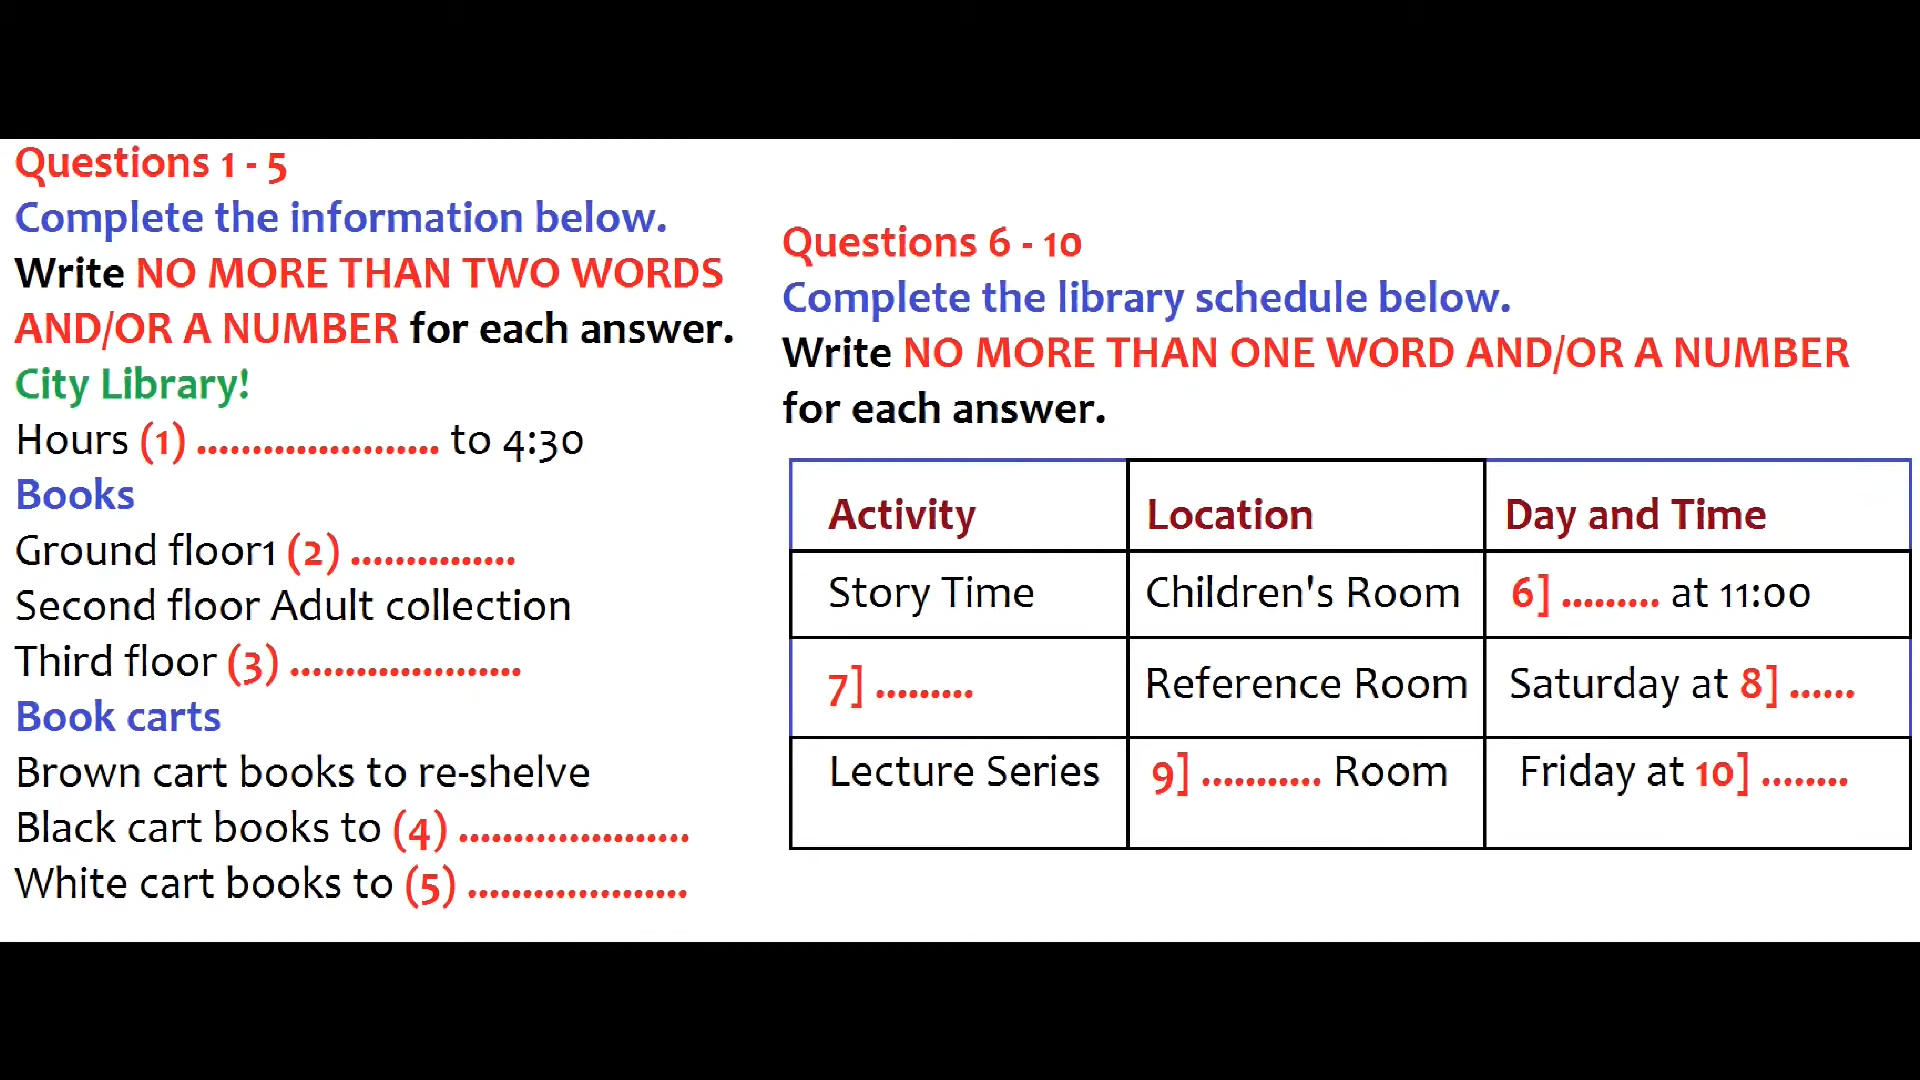 Questions 1 - 5
Complete the information below.
Write NO MORE THAN TWO WORDS
AND/OR A NUMBER for each answer.
City Library!
Hours (1) ...................... to 4:30
Books
Ground floor1 (2) ...............
Second floor Adult collection
Third floor (3) .....................
Book carts
Brown cart books to re-shelve
Black cart books to (4) .....................
White cart books to (5) ....................
Questions 6 - 10
Complete the library schedule below.
Write NO MORE THAN ONE WORD AND/OR A NUMBER
for each answer.
Activity Location Day and Time
Story Time Children's Room 6] ......... at 11:00
7] ......... Reference Room Saturday at 8] ......
Lecture Series 9] ........... Room Friday at 10] ........